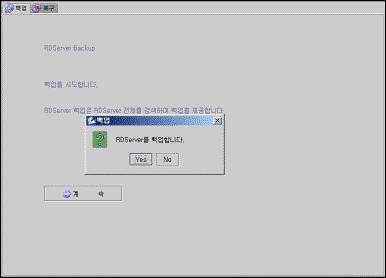 백업 복구
RDServer Backup
백업을 시도합니다.
RDServer 백업은 RDServer 전체를 검색하여 백업을 제공합니다.
백업
RDServer를 백업합니다.
Yes No
계 속